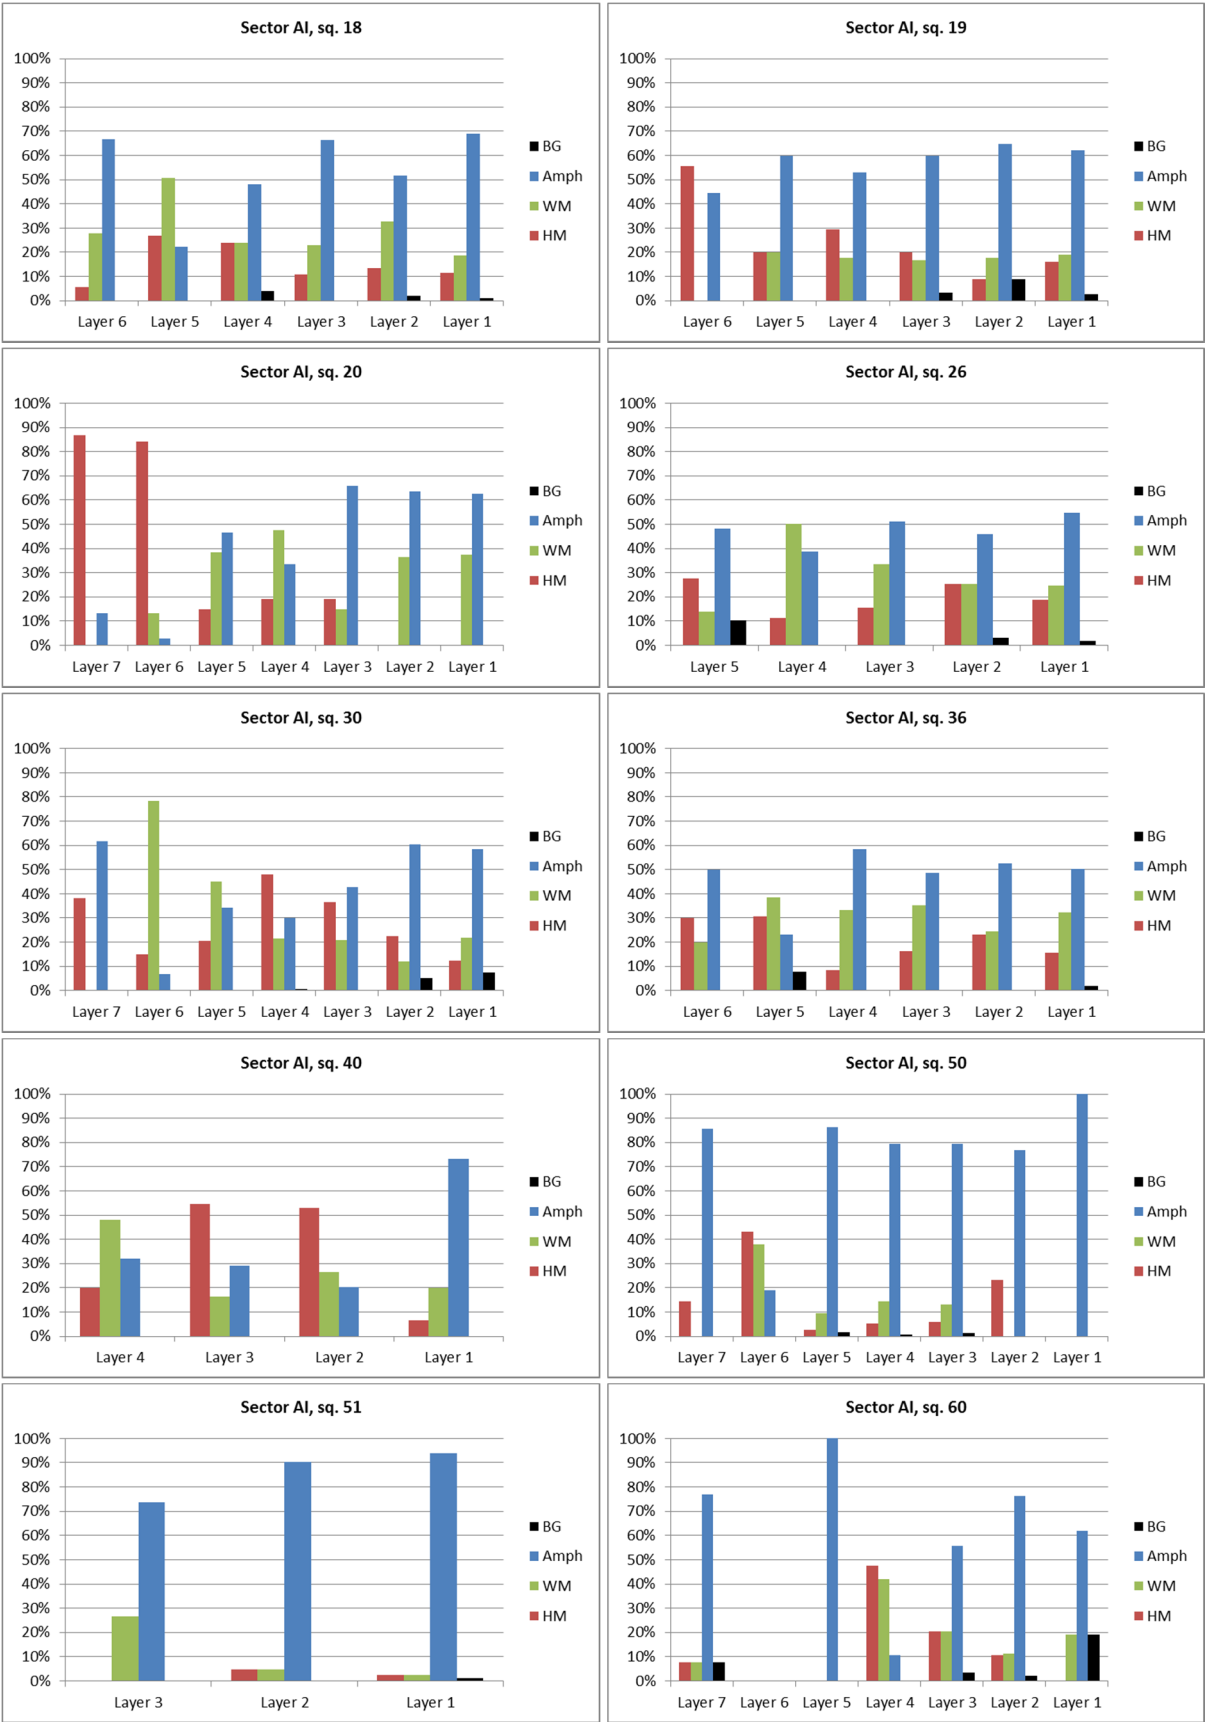 Sector AI, sq. 18
100%
90%
80%
70%
60%
50%
40%
30%
20%
10%
0%
Layer 6 Layer 5 Layer 4 Layer 3 Layer 2 Layer 1
BG
Amph
WM
HM
Sector AI, sq. 19
100%
90%
80%
70%
60%
50%
40%
30%
20%
10%
0%
Layer 6 Layer 5 Layer 4 Layer 3 Layer 2 Layer 1
BG
Amph
WM
HM
Sector AI, sq. 20
100%
90%
80%
70%
60%
50%
40%
30%
20%
10%
0%
Layer 7 Layer 6 Layer 5 Layer 4 Layer 3 Layer 2 Layer 1
BG
Amph
WM
HM
Sector AI, sq. 26
100%
90%
80%
70%
60%
50%
40%
30%
20%
10%
0%
Layer 5 Layer 4 Layer 3 Layer 2 Layer 1
BG
Amph
WM
HM
Sector AI, sq. 30
100%
90%
80%
70%
60%
50%
40%
30%
20%
10%
0%
Layer 7 Layer 6 Layer 5 Layer 4 Layer 3 Layer 2 Layer 1
BG
Amph
WM
HM
Sector AI, sq. 36
100%
90%
80%
70%
60%
50%
40%
30%
20%
10%
0%
Layer 6 Layer 5 Layer 4 Layer 3 Layer 2 Layer 1
BG
Amph
WM
HM
Sector AI, sq. 40
100%
90%
80%
70%
60%
50%
40%
30%
20%
10%
0%
Layer 4 Layer 3 Layer 2 Layer 1
BG
Amph
WM
HM
Sector AI, sq. 50
100%
90%
80%
70%
60%
50%
40%
30%
20%
10%
0%
Layer 7 Layer 6 Layer 5 Layer 4 Layer 3 Layer 2 Layer 1
BG
Amph
WM
HM
Sector AI, sq. 51
100%
90%
80%
70%
60%
50%
40%
30%
20%
10%
0%
Layer 3 Layer 2 Layer 1
BG
Amph
WM
HM
Sector AI, sq. 60
100%
90%
80%
70%
60%
50%
40%
30%
20%
10%
0%
Layer 7 Layer 6 Layer 5 Layer 4 Layer 3 Layer 2 Layer 1
BG
Amph
WM
HM